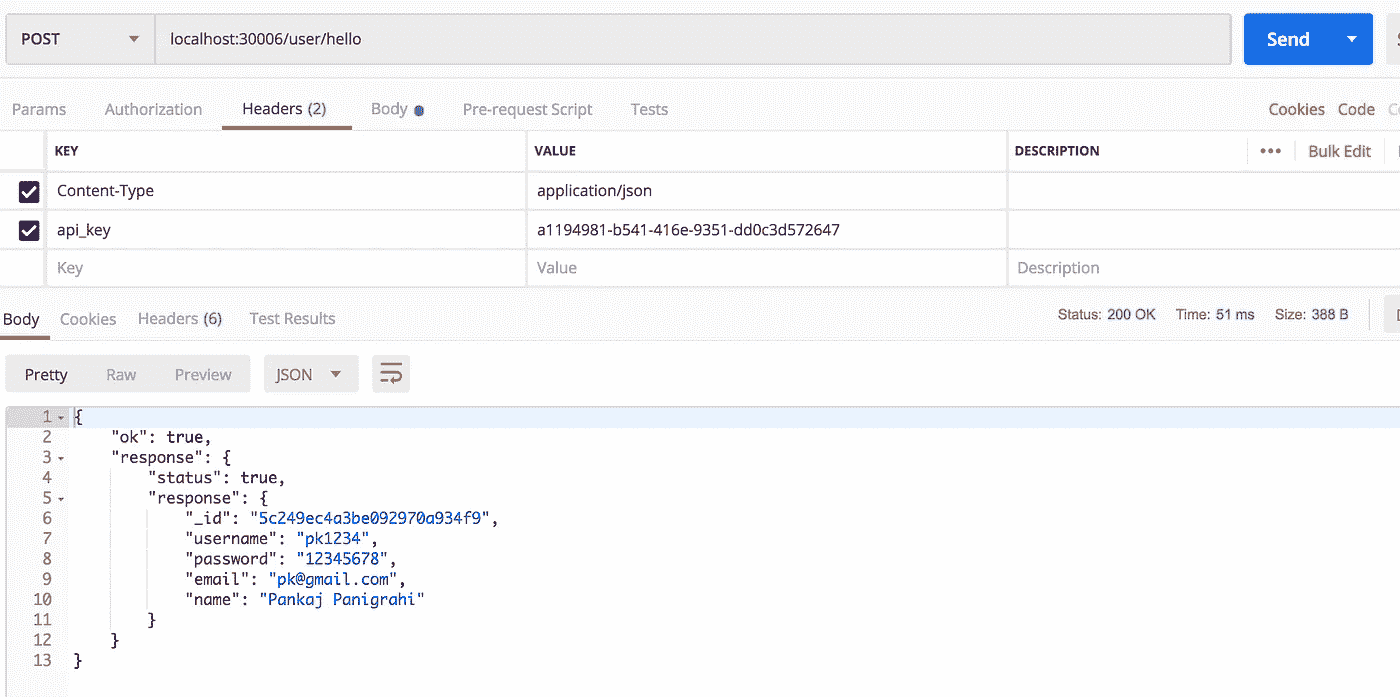 POST localhost:30006/user/hello Send
Params Authorization Headers (2) Body Pre-request Script Tests Cookies Code
KEY VALUE DESCRIPTION ••• Bulk Edit
Content-Type application/json
api_key a1194981-b541-416e-9351-dd0c3d572647
Key Value Description
Body Cookies Headers (6) Test Results Status: 200 OK Time: 51 ms Size: 388 B
Pretty Raw Preview JSON
1 {
2 "ok": true,
3 "response": {
4 "status": true,
5 "response": {
6 "_id": "5c249ec4a3be092970a934f9",
7 "username": "pk1234",
8 "password": "12345678",
9 "email": "pk@gmail.com",
10 "name": "Pankaj Panigrahi"
11 }
12 }
13 }